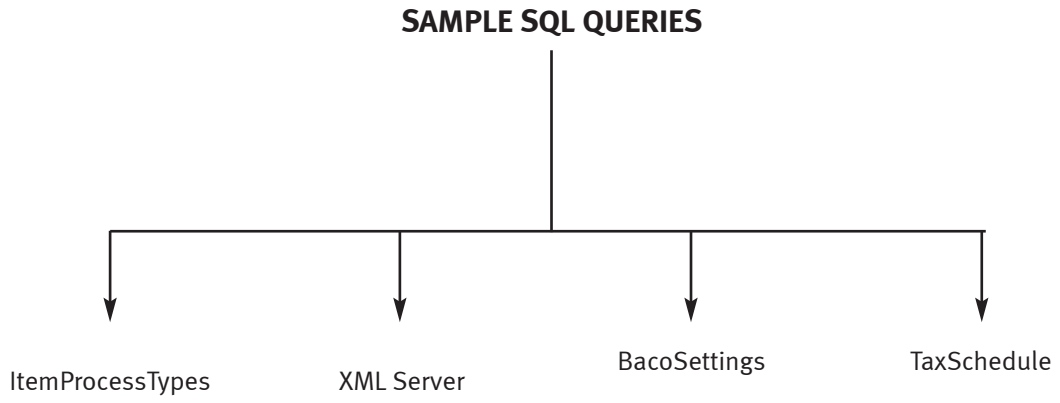 SAMPLE SQL QUERIES
ItemProcessTypes
XML Server
BacoSettings
TaxSchedule